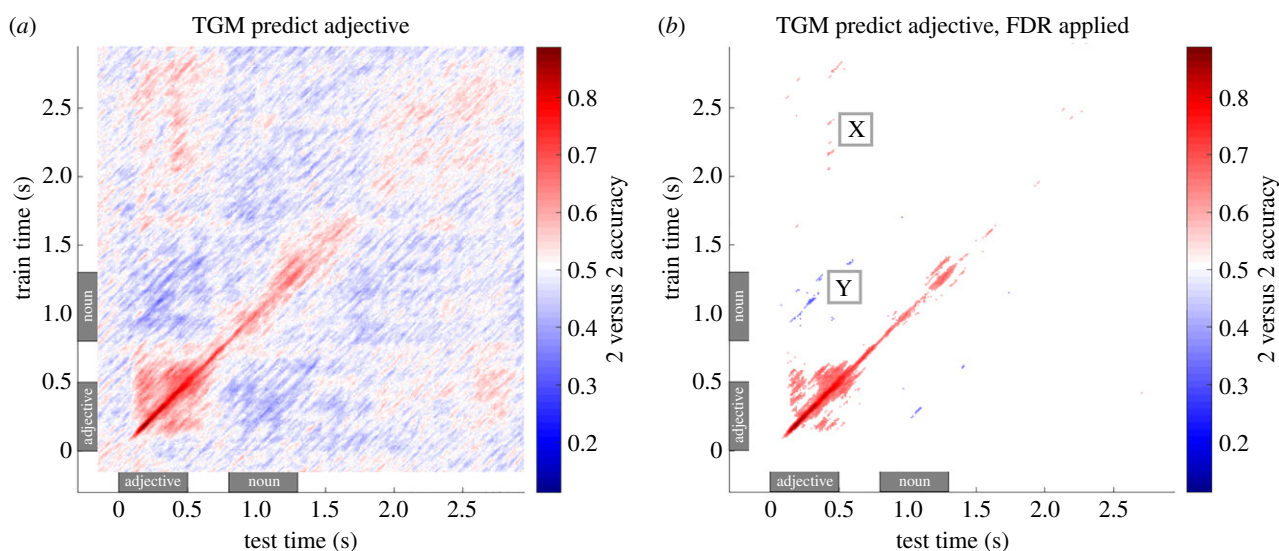 (a) TGM predict adjective
train time (s)
2.5
2.0
1.5
1.0
0.5
0
noun
adjective
adjective noun
0 0.5 1.0 1.5 2.0 2.5
test time (s)
0.8
0.7
0.6
0.5
0.4
0.3
0.2
2 versus 2 accuracy
(b) TGM predict adjective, FDR applied
train time (s)
2.5
2.0
1.5
1.0
0.5
0
noun
adjective
X
Y
adjective noun
0 0.5 1.0 1.5 2.0 2.5
test time (s)
0.8
0.7
0.6
0.5
0.4
0.3
0.2
2 versus 2 accuracy